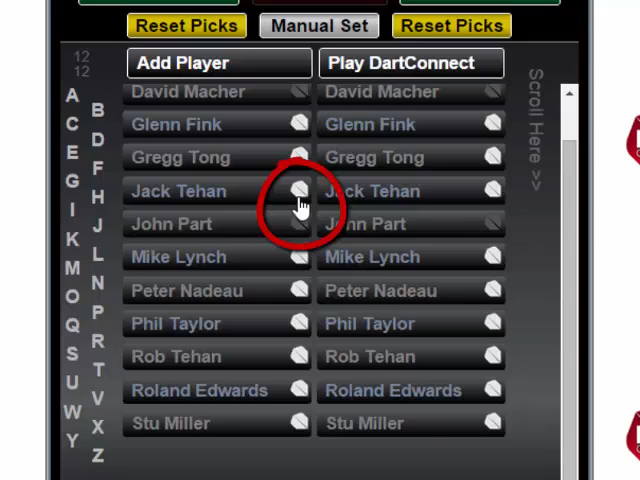 Reset Picks Manual Set Reset Picks
12
12
Add Player Play DartConnect
David Macher David Macher
Glenn Fink Glenn Fink
Gregg Tong Gregg Tong
Jack Tehan Jack Tehan
John Part John Part
Mike Lynch Mike Lynch
Peter Nadeau Peter Nadeau
Phil Taylor Phil Taylor
Rob Tehan Rob Tehan
Roland Edwards Roland Edwards
Stu Miller Stu Miller
A
B
C
D
E
F
G
H
I
J
K
L
M
N
O
P
Q
R
S
T
U
V
W
X
Y
Z
Scroll Here >>